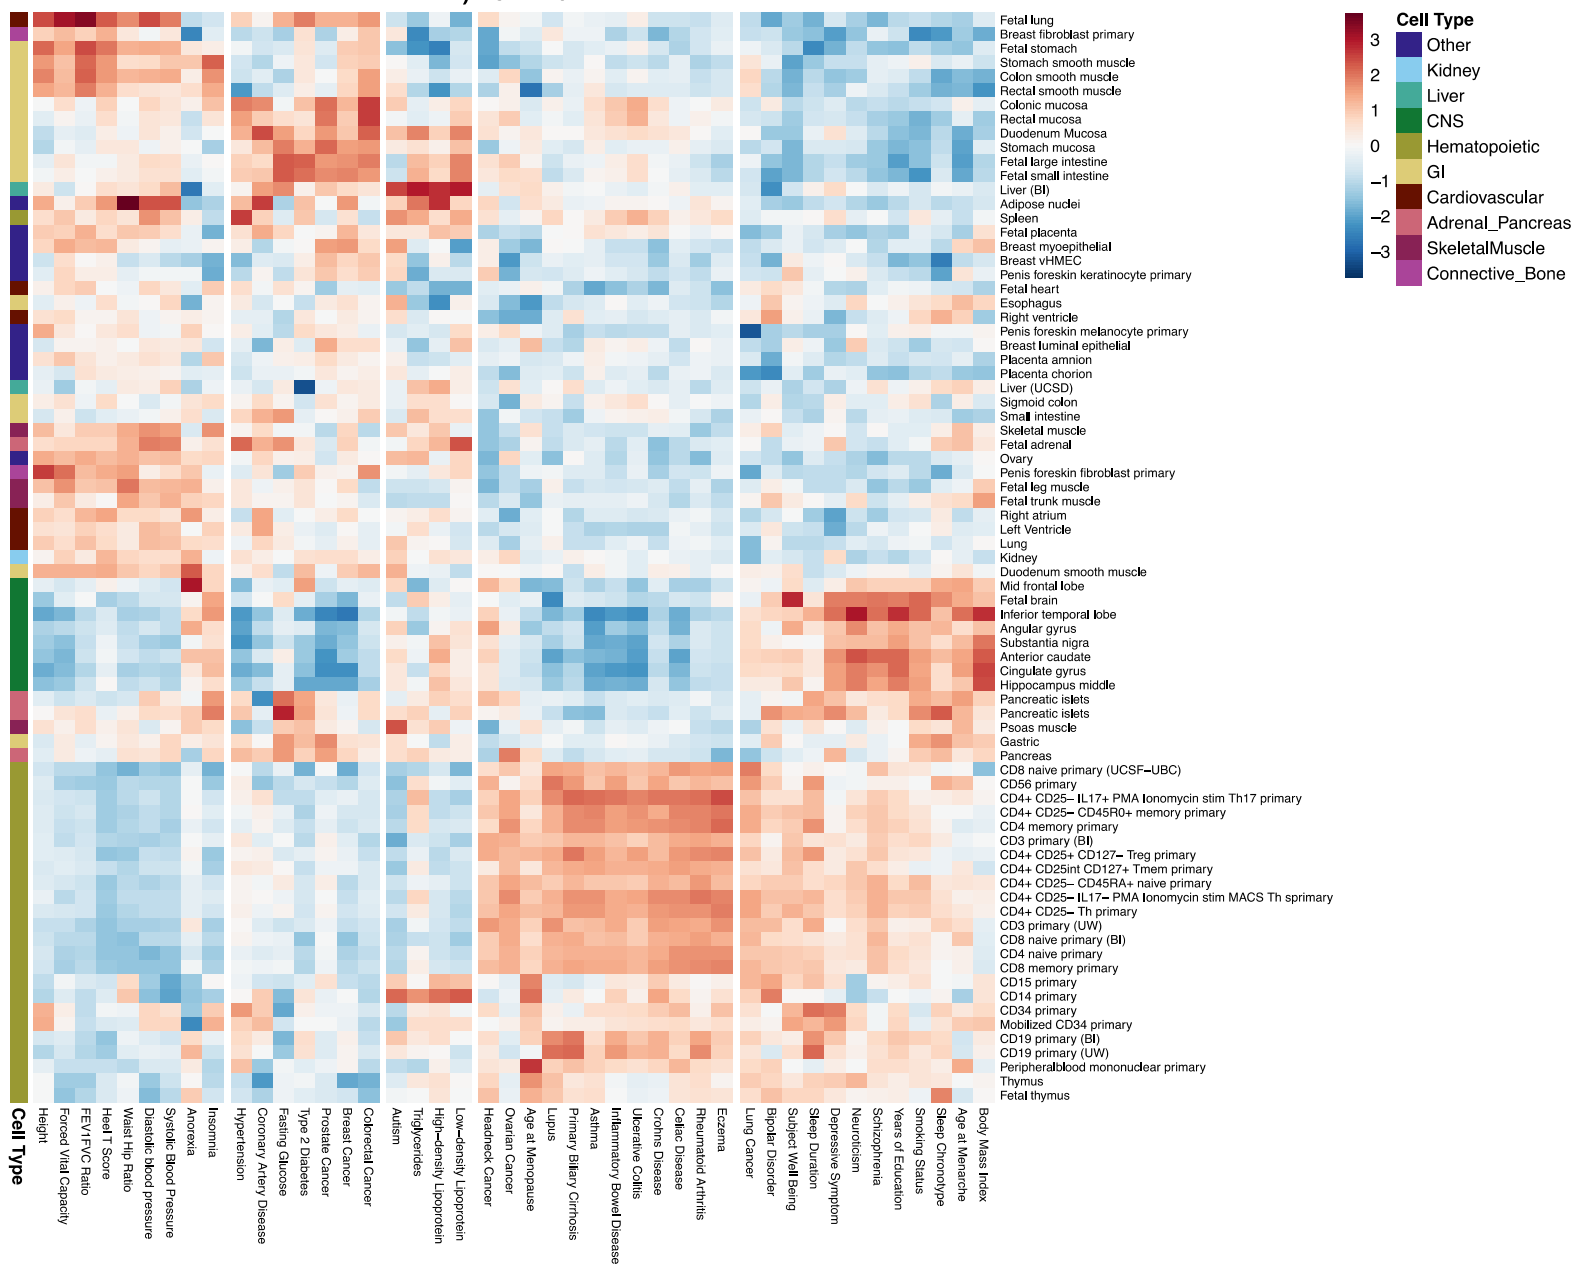 Fetal lung
Breast fibroblast primary
Fetal stomach
Stomach smooth muscle
Colon smooth muscle
Rectal smooth muscle
Colonic mucosa
Rectal mucosa
Duodenum Mucosa
Stomach mucosa
Fetal large intestine
Fetal small intestine
Liver (BI)
Adipose nuclei
Spleen
Fetal placenta
Breast myoepithelial
Breast vHMEC
Penis foreskin keratinocyte primary
Fetal heart
Esophagus
Right ventricle
Penis foreskin melanocyte primary
Breast luminal epithelial
Placenta amnion
Placenta chorion
Liver (UCSD)
Sigmoid colon
Small intestine
Skeletal muscle
Fetal adrenal
Ovary
Penis foreskin fibroblast primary
Fetal leg muscle
Fetal trunk muscle
Right atrium
Left Ventricle
Lung
Kidney
Duodenum smooth muscle
Mid frontal lobe
Fetal brain
Inferior temporal lobe
Angular gyrus
Substantia nigra
Anterior caudate
Cingulate gyrus
Hippocampus middle
Pancreatic islets
Pancreatic islets
Psoas muscle
Gastric
Pancreas
CD8 naive primary (UCSF−UBC)
CD56 primary
CD4+ CD25− IL17+ PMA Ionomycin stim Th17 primary
CD4+ CD25− CD45R0+ memory primary
CD4 memory primary
CD3 primary (BI)
CD4+ CD25+ CD127− Treg primary
CD4+ CD25int CD127+ Tmem primary
CD4+ CD25− CD45RA+ naive primary
CD4+ CD25− IL17− PMA Ionomycin stim MACS Th sprimary
CD4+ CD25− Th primary
CD3 primary (UW)
CD8 naive primary (BI)
CD4 naive primary
CD8 memory primary
CD15 primary
CD14 primary
CD34 primary
Mobilized CD34 primary
CD19 primary (BI)
CD19 primary (UW)
Peripheralblood mononuclear primary
Thymus
Fetal thymus
Cell Type
Height
Forced Vital Capacity
FEV1FVC Ratio
Heel T Score
Waist Hip Ratio
Diastolic blood pressure
Systolic Blood Pressure
Anorexia
Insomnia
Hypertension
Coronary Artery Disease
Fasting Glucose
Type 2 Diabetes
Prostate Cancer
Breast Cancer
Colorectal Cancer
Autism
Triglycerides
High−density Lipoprotein
Low−density Lipoprotein
Headneck Cancer
Ovarian Cancer
Age at Menopause
Lupus
Primary Biliary Cirrhosis
Asthma
Inflammatory Bowel Disease
Ulcerative Colitis
Crohns Disease
Celiac Disease
Rheumatoid Arthritis
Eczema
Lung Cancer
Bipolar Disorder
Subject Well Being
Sleep Duration
Depressive Symptom
Neuroticism
Schizophrenia
Years of Education
Smoking Status
Sleep Chronotype
Age at Menarche
Body Mass Index
3
2
1
0
−1
−2
−3
Cell Type
Other
Kidney
Liver
CNS
Hematopoietic
GI
Cardiovascular
Adrenal_Pancreas
SkeletalMuscle
Connective_Bone